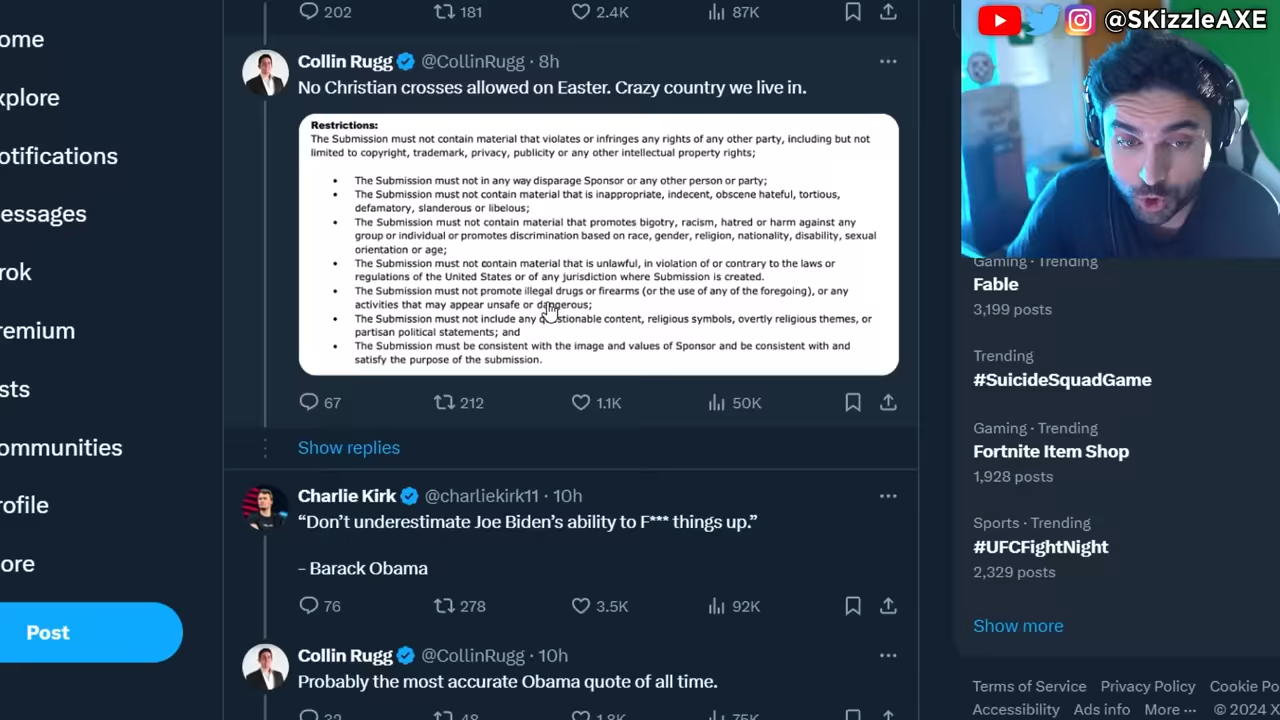 202 181 2.4K 87K
@SKizzleAXE
ome
xplore
otifications
essages
rok
remium
sts
ommunities
rofile
ore
Post
Collin Rugg @CollinRugg · 8h
No Christian crosses allowed on Easter. Crazy country we live in.
Restrictions:
The Submission must not contain material that violates or infringes any rights of any other party, including but not
limited to copyright, trademark, privacy, publicity or any other intellectual property rights;
• The Submission must not in any way disparage Sponsor or any other person or party;
• The Submission must not contain material that is inappropriate, indecent, obscene hateful, tortious,
defamatory, slanderous or libelous;
• The Submission must not contain material that promotes bigotry, racism, hatred or harm against any
group or individual or promotes discrimination based on race, gender, religion, nationality, disability, sexual
orientation or age;
• The Submission must not contain material that is unlawful, in violation of or contrary to the laws or
regulations of the United States or of any jurisdiction where Submission is created.
• The Submission must not promote illegal drugs or firearms (or the use of any of the foregoing), or any
activities that may appear unsafe or dangerous;
• The Submission must not include any questionable content, religious symbols, overtly religious themes, or
partisan political statements; and
• The Submission must be consistent with the image and values of Sponsor and be consistent with and
satisfy the purpose of the submission.
67 212 1.1K 50K
Show replies
Charlie Kirk @charliekirk11 · 10h
“Don’t underestimate Joe Biden’s ability to F*** things up.”
– Barack Obama
76 278 3.5K 92K
Collin Rugg @CollinRugg · 10h
Probably the most accurate Obama quote of all time.
32 48 1.8K 75K
Gaming · Trending
Fable
3,199 posts
Trending
#SuicideSquadGame
Gaming · Trending
Fortnite Item Shop
1,928 posts
Sports · Trending
#UFCFightNight
2,329 posts
Show more
Terms of Service Privacy Policy Cookie Po
Accessibility Ads info More ··· © 2024 X